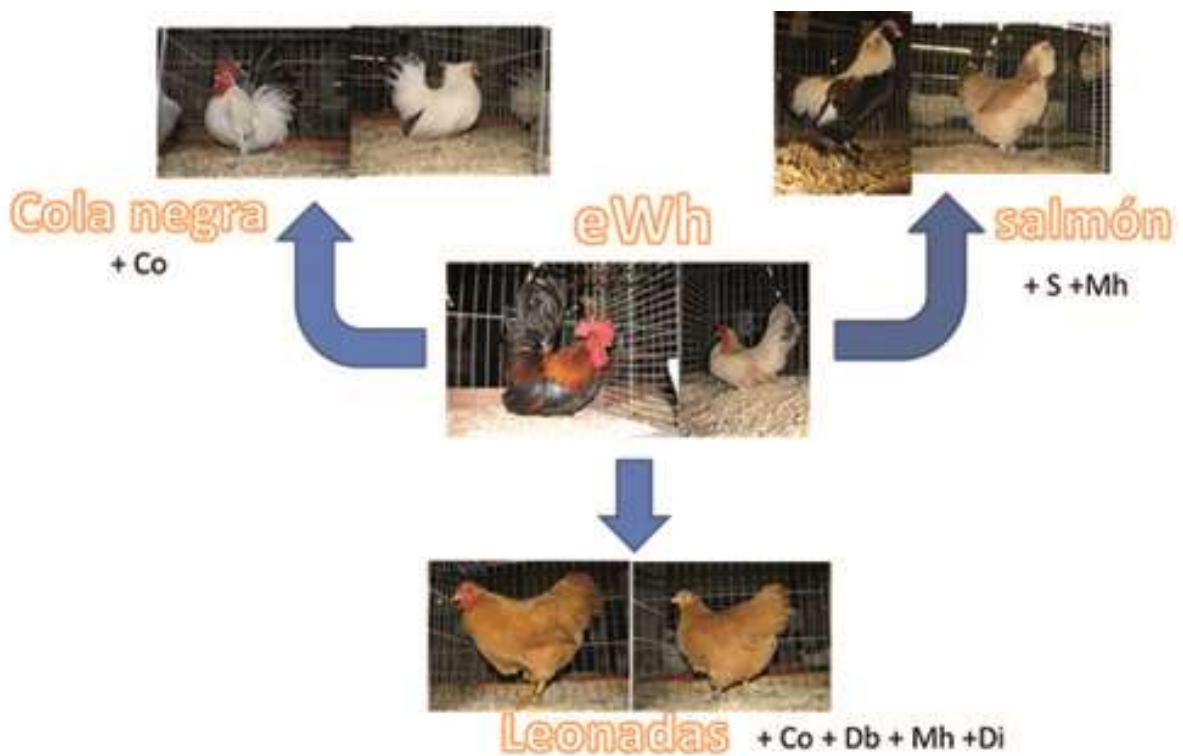 Cola negra
+ Co
eWh
salmón
+ S +Mh
Leonadas + Co + Db + Mh +Di